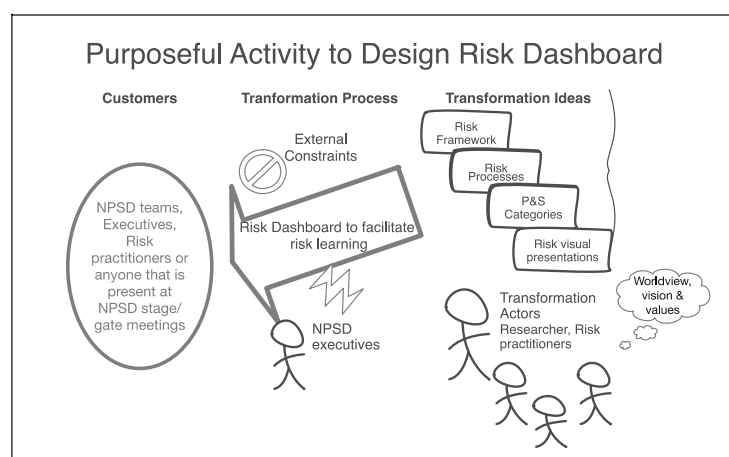 Purposeful Activity to Design Risk Dashboard
Customers
Tranformation Process
Transformation Ideas
NPSD teams,
Executives,
Risk
practitioners or
anyone that is
present at
NPSD stage/
gate meetings
External
Constraints
Risk Dashboard to facilitate
risk learning
NPSD
executives
Risk
Framework
Risk
Processes
P&S
Categories
Risk visual
presentations
Transformation
Actors
Researcher, Risk
practitioners
Worldview,
vision &
values